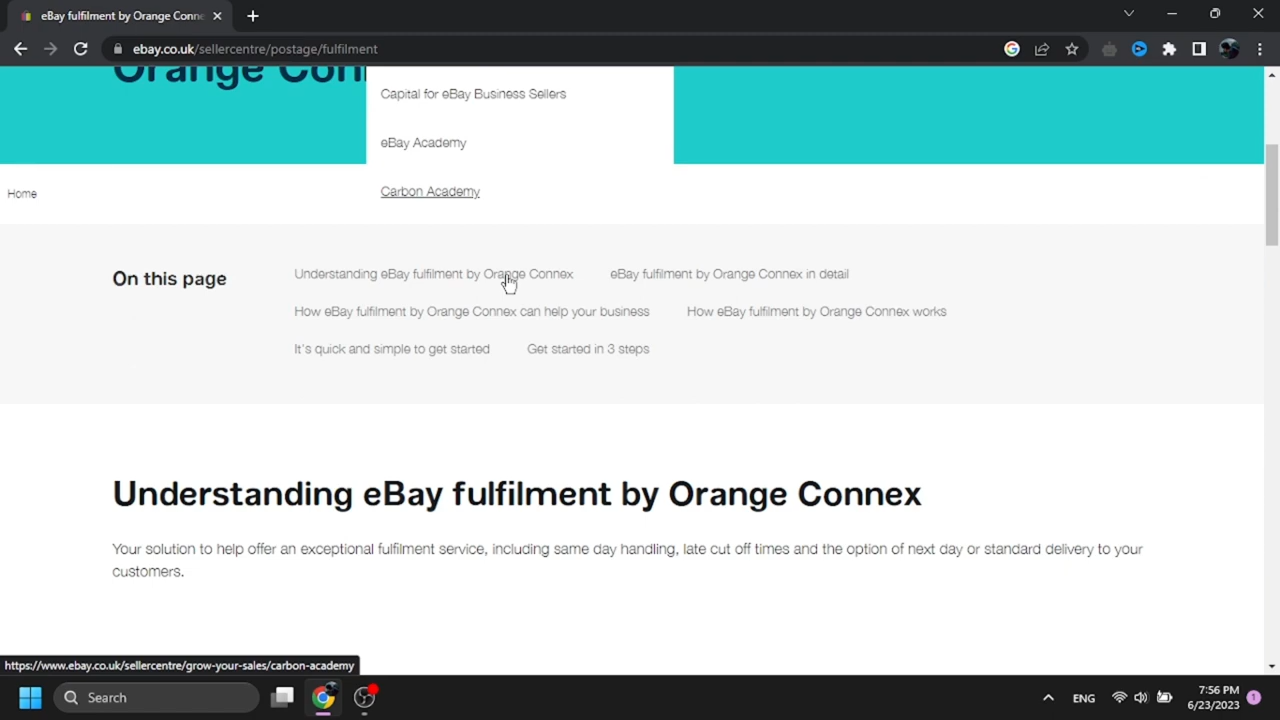 eBay fulfilment by Orange Conne
ebay.co.uk/sellercentre/postage/fulfilment
Capital for eBay Business Sellers
eBay Academy
Carbon Academy
Home
On this page
Understanding eBay fulfilment by Orange Connex
eBay fulfilment by Orange Connex in detail
How eBay fulfilment by Orange Connex can help your business
How eBay fulfilment by Orange Connex works
It's quick and simple to get started
Get started in 3 steps
Understanding eBay fulfilment by Orange Connex
Your solution to help offer an exceptional fulfilment service, including same day handling, late cut off times and the option of next day or standard delivery to your
customers.
https://www.ebay.co.uk/sellercentre/grow-your-sales/carbon-academy
Search
ENG
7:56 PM
6/23/2023
1